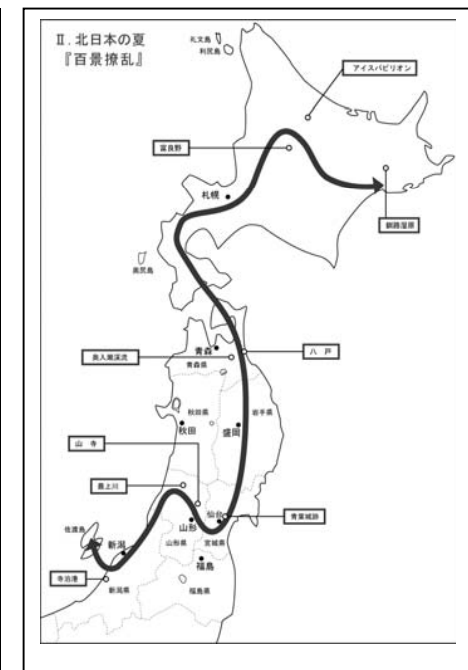 Ⅱ.北日本の夏
『百景撩乱』
礼文島
利尻島
アイスパビリオン
富良野
札幌
釧路湿原
奥尻島
青森
八戸
奥入瀬渓流
青森県
秋田県
岩手県
秋田
盛岡
山寺
最上川
仙台
青葉城跡
佐渡島
山形
山形県
宮城県
新潟
福島
寺泊港
新潟県
福島県